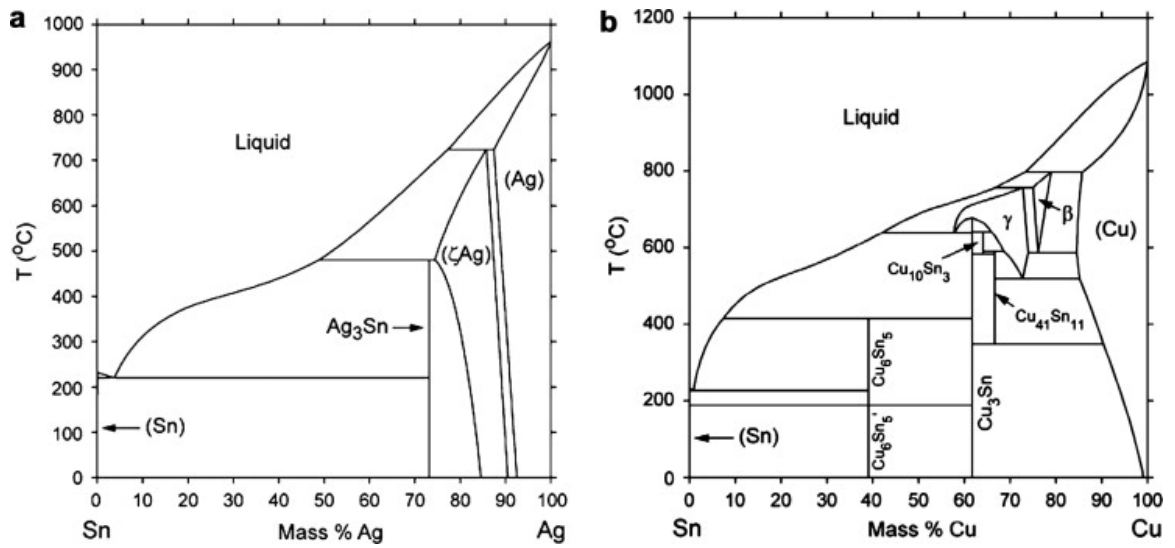 a
1000
900
800
700
600
500
400
300
200
100
0
T (°C)
Liquid
(Ag)
(ζAg)
Ag₃Sn
(Sn)
0 10 20 30 40 50 60 70 80 90 100
Sn Mass % Ag Ag
b
1200
1000
800
600
400
200
0
T (°C)
Liquid
γ
β
(Cu)
Cu₁₀Sn₃
Cu₄₁Sn₁₁
Cu₆Sn₅
Cu₆Sn₅'
Cu₃Sn
(Sn)
0 10 20 30 40 50 60 70 80 90 100
Sn Mass % Cu Cu